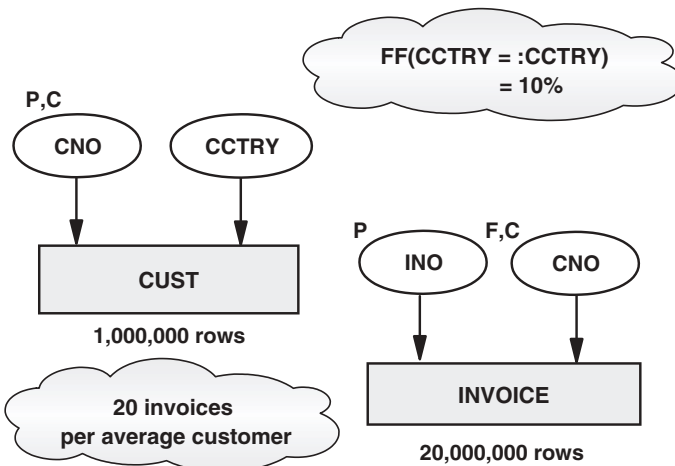 FF(CCTRY = :CCTRY)
= 10%
P,C
CNO
CCTRY
CUST
1,000,000 rows
P
INO
F,C
CNO
INVOICE
20,000,000 rows
20 invoices
per average customer